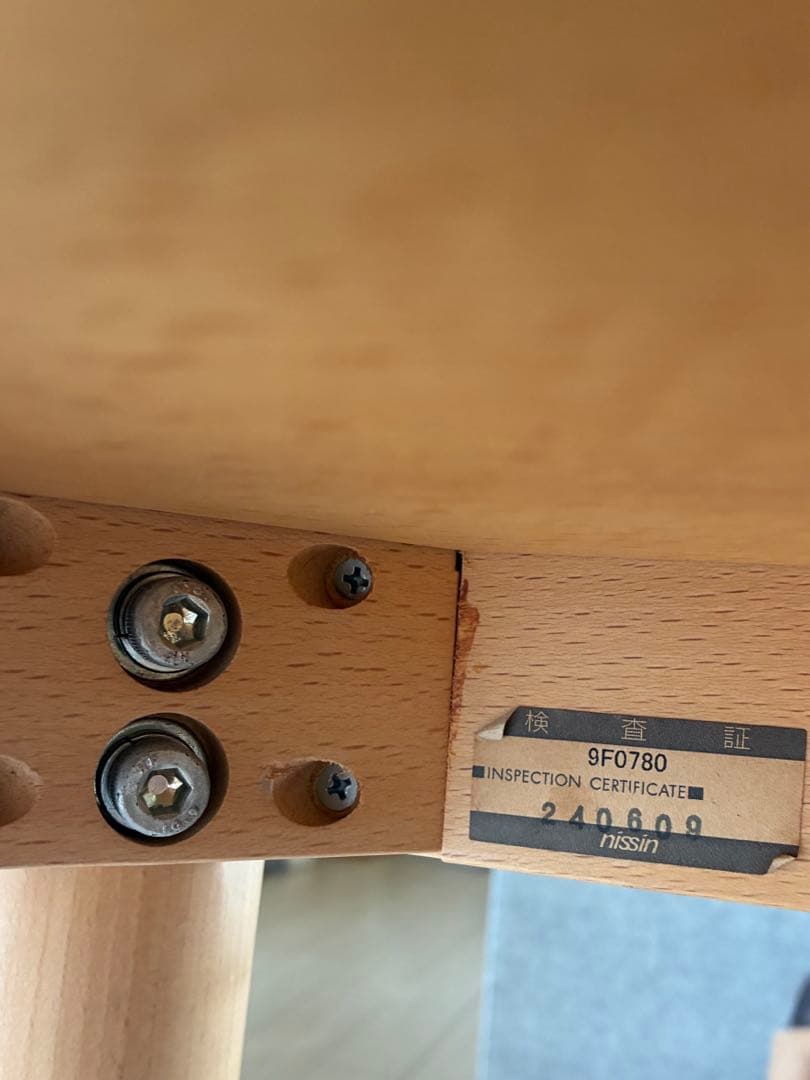 検査証
9F0780
INSPECTION CERTIFICATE
240609
nissin